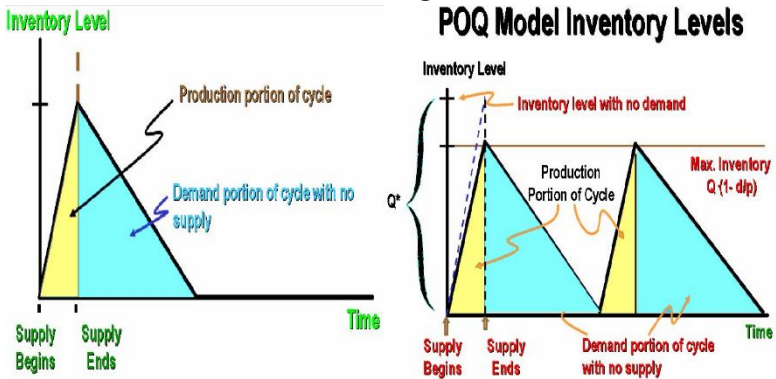 Inventory Level
Production portion of cycle
Demand portion of cycle with no
supply
Time
Supply
Begins
Supply
Ends
POQ Model Inventory Levels
Inventory Level
Inventory level with no demand
Production
Portion of Cycle
Max. Inventory
Q·(1- d/p)
Q*
Time
Supply
Begins
Supply
Ends
Demand portion of cycle
with no supply